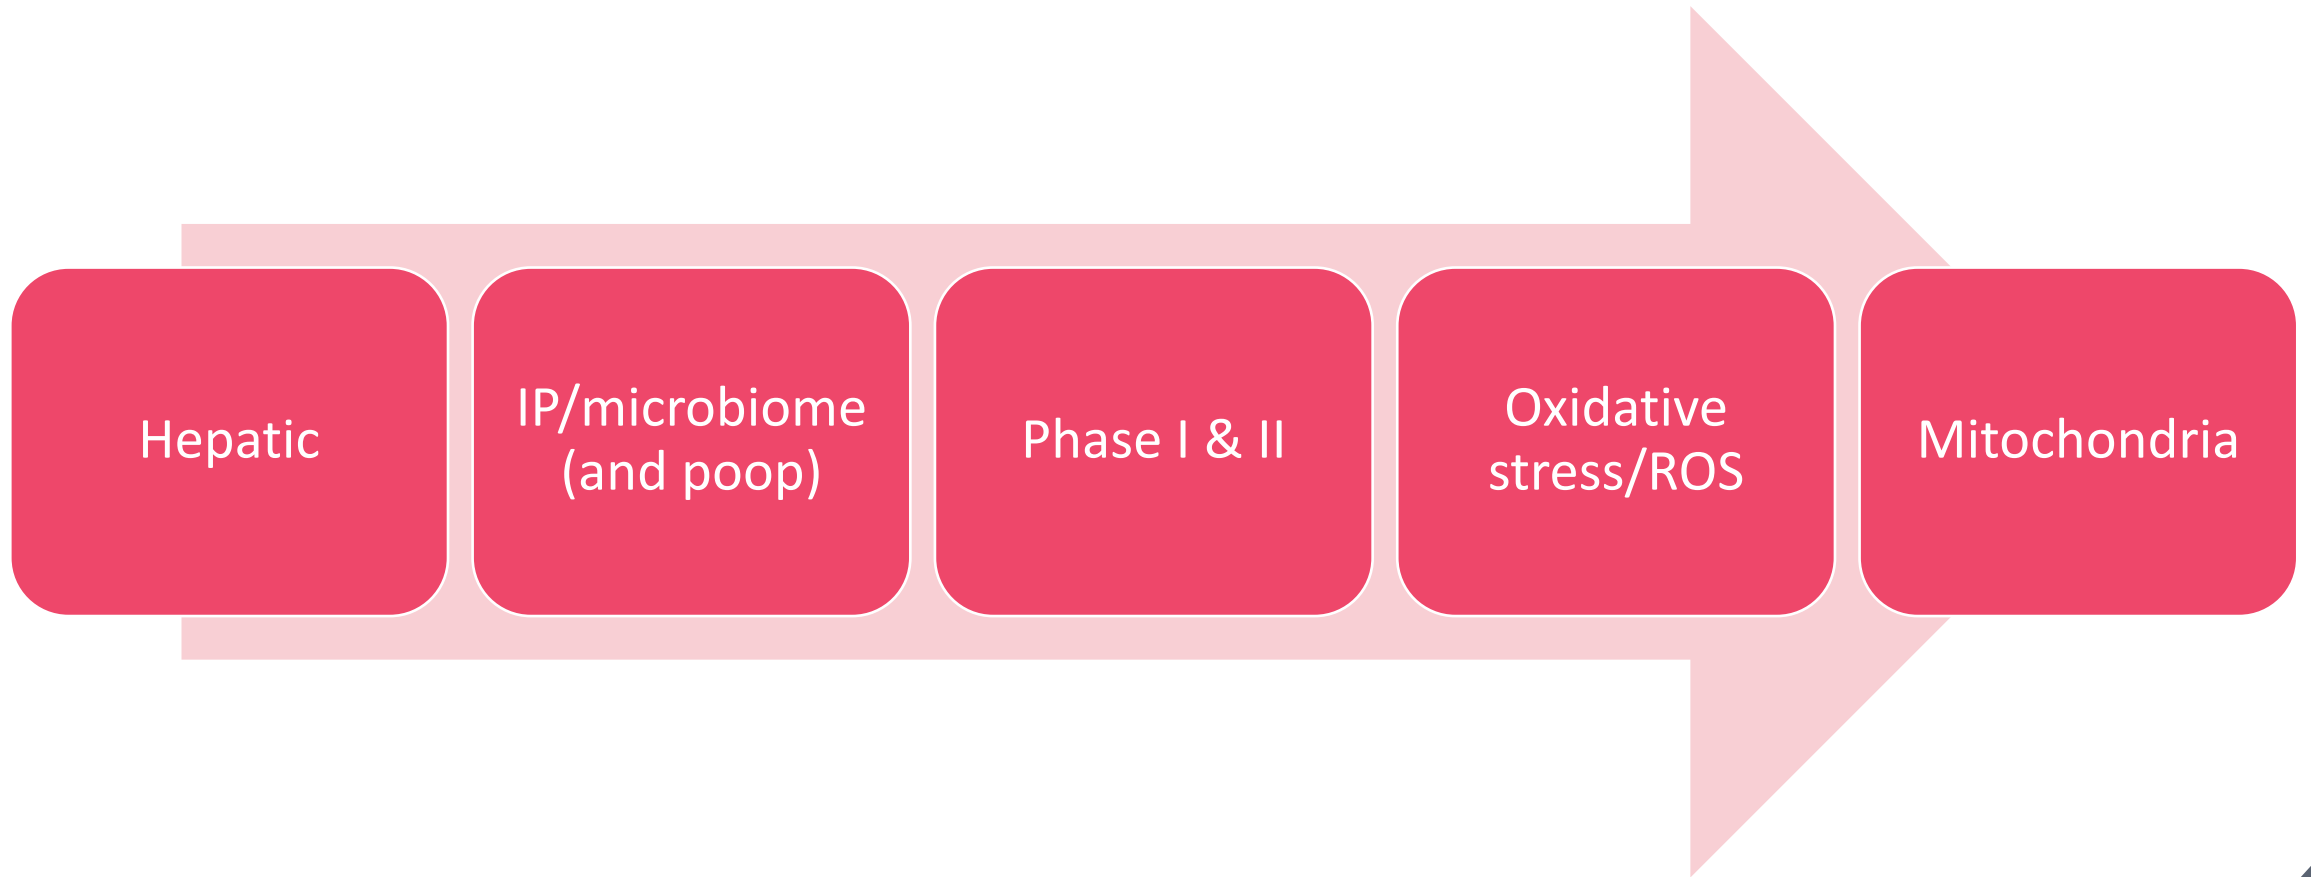 Hepatic
IP/microbiome
(and poop)
Phase I & II
Oxidative
stress/ROS
Mitochondria